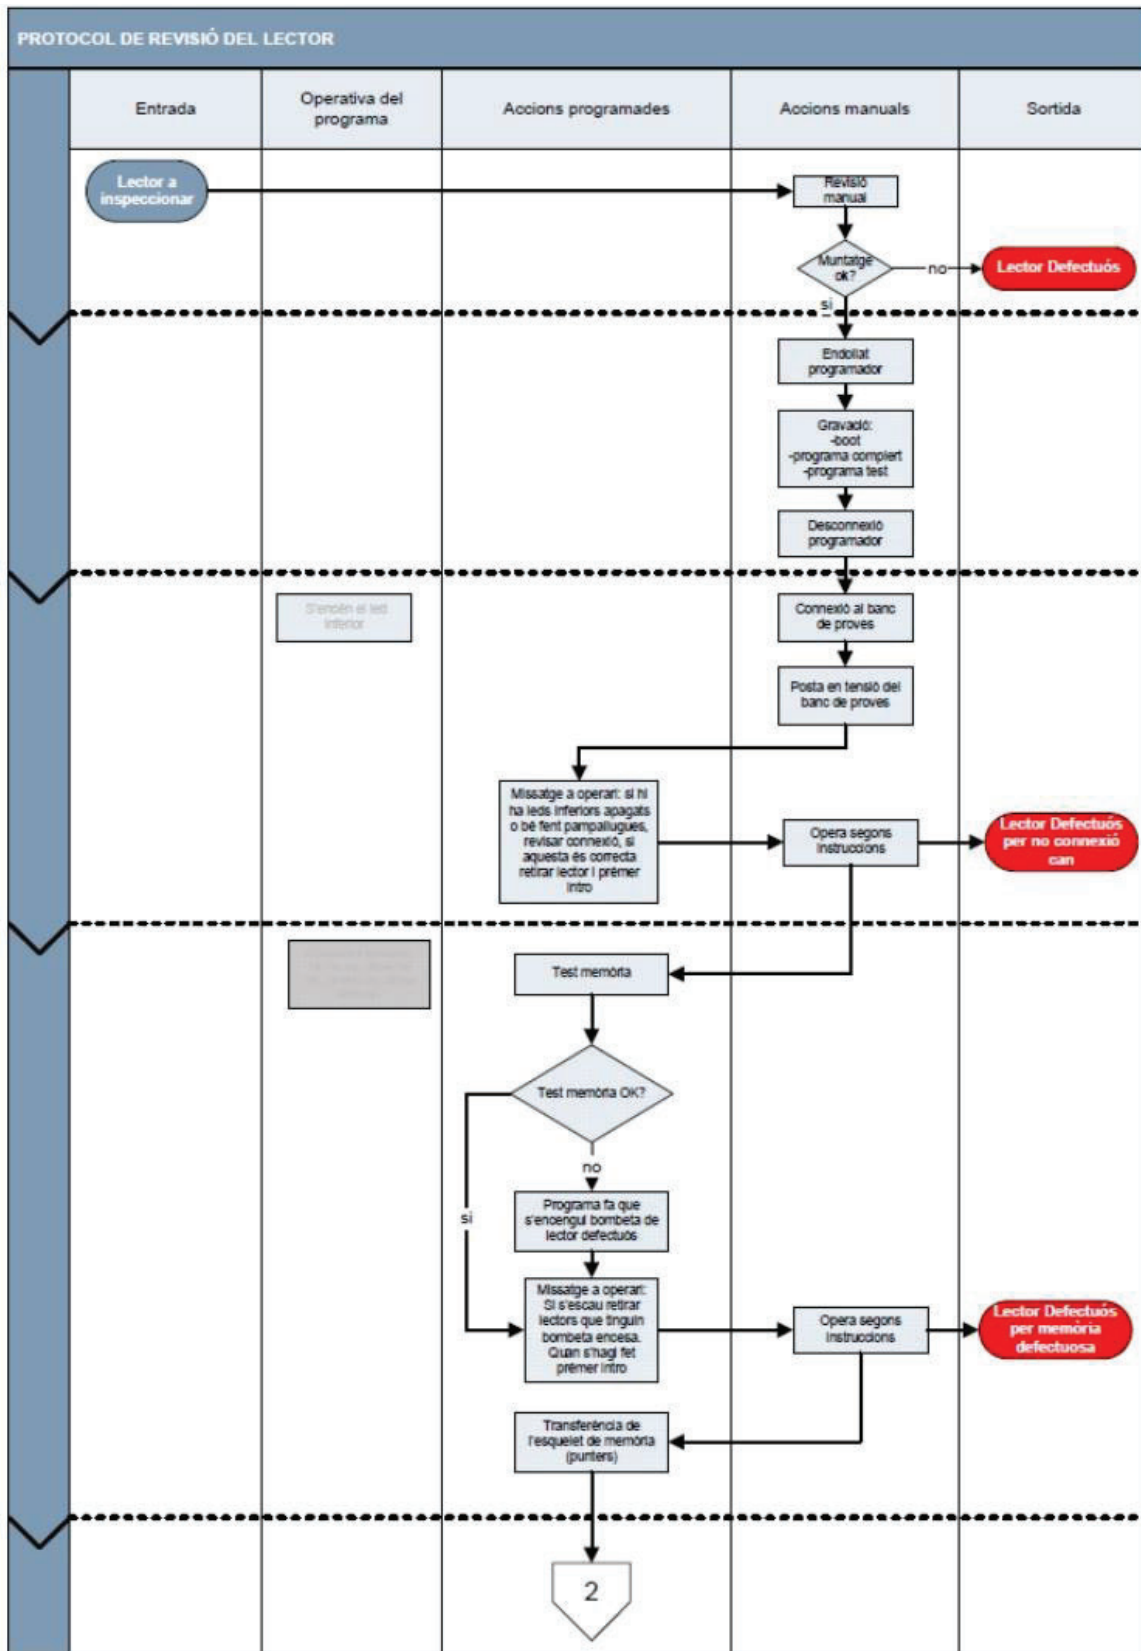 PROTOCOL DE REVISIÓ DEL LECTOR
Entrada
Operativa del
programa
Accions programades
Accions manuals
Sortida
Lector a
inspeccionar
Revisió
manual
Muntatge
ok?
no
Lector Defectuós
si
Endollat
programador
Gravació:
-boot
-programa complert
-programa test
Desconnexió
programador
S'encén el led
inferior
Connexió al banc
de proves
Posta en tensió del
banc de proves
Missatge a operari: si hi
ha leds inferiors apagats
o bé fent pampallugues,
revisar connexió, si
aquesta és correcta
retirar lector i prémer
intro
Opera segons
instruccions
Lector Defectuós
per no connexió
can
Test memòria
Test memòria OK?
no
si
Programa fa que
s'encengui bombeta de
lector defectuós
Missatge a operari:
Si s'escau retirar
lectors que tinguin
bombeta encesa.
Quan s'hagi fet
prémer intro
Opera segons
instruccions
Lector Defectuós
per memòria
defectuosa
Transferència de
l'esquelet de memòria
(punters)
2